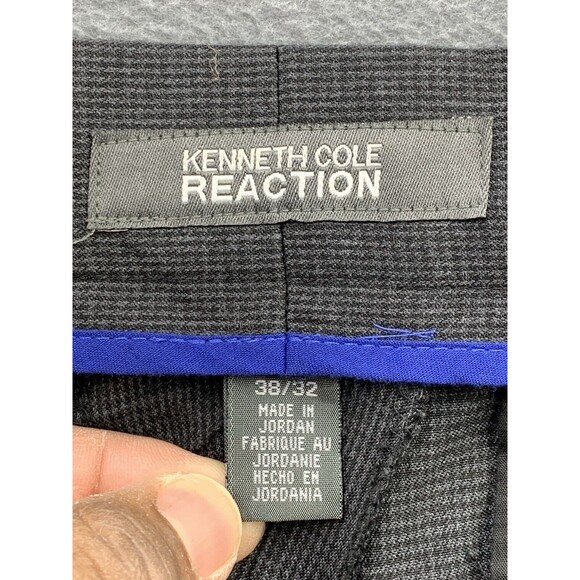 KENNETH COLE
REACTION
38/32
MADE IN
JORDAN
FABRIQUE AU
JORDANIE
HECHO EN
JORDANIA